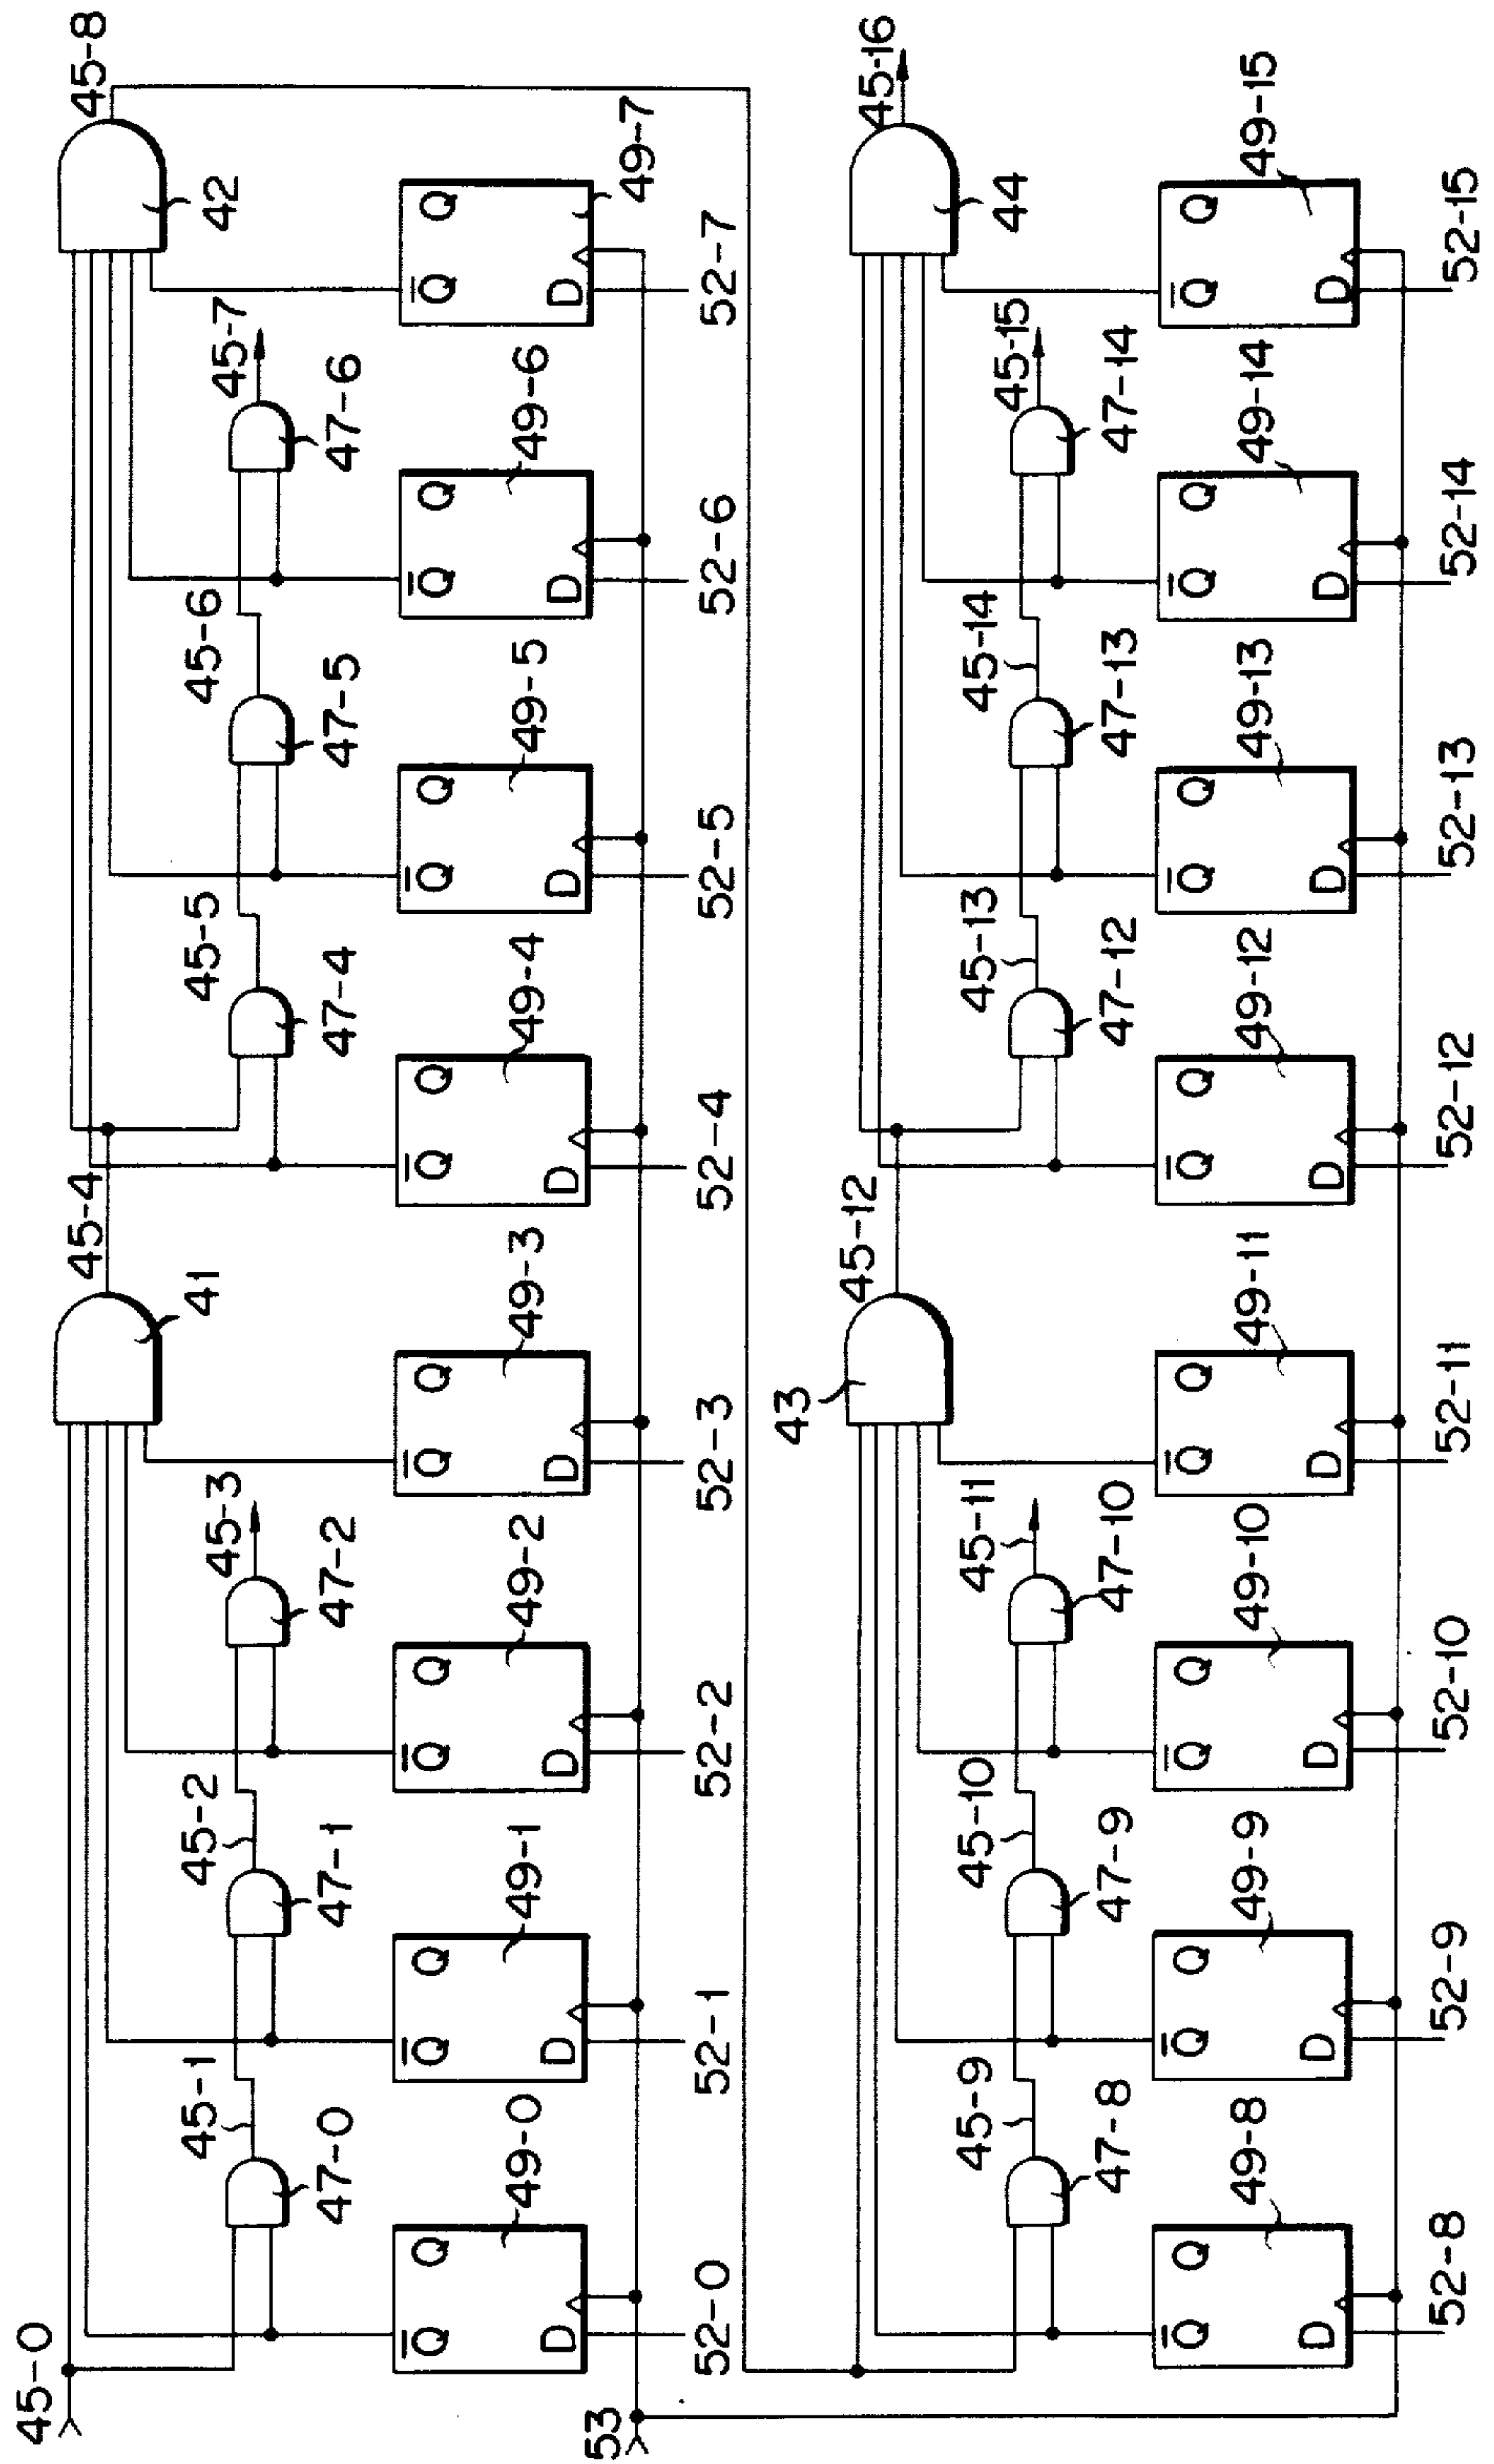 45-0 45-4 45-8
41 42
45-1 45-2 45-3 45-5 45-6 45-7
47-0 47-1 47-2 47-4 47-5 47-6
Q̅ Q Q̅ Q Q̅ Q Q̅ Q Q̅ Q Q̅ Q Q̅ Q Q̅ Q
49-0 49-1 49-2 49-3 49-4 49-5 49-6 49-7
D D D D D D D D
53
52-0 52-1 52-2 52-3 52-4 52-5 52-6 52-7
43 45-12 45-16
44
45-9 45-10 45-11 45-13 45-14 45-15
47-8 47-9 47-10 47-12 47-13 47-14
Q̅ Q Q̅ Q Q̅ Q Q̅ Q Q̅ Q Q̅ Q Q̅ Q Q̅ Q
49-8 49-9 49-10 49-11 49-12 49-13 49-14 49-15
D D D D D D D D
52-8 52-9 52-10 52-11 52-12 52-13 52-14 52-15